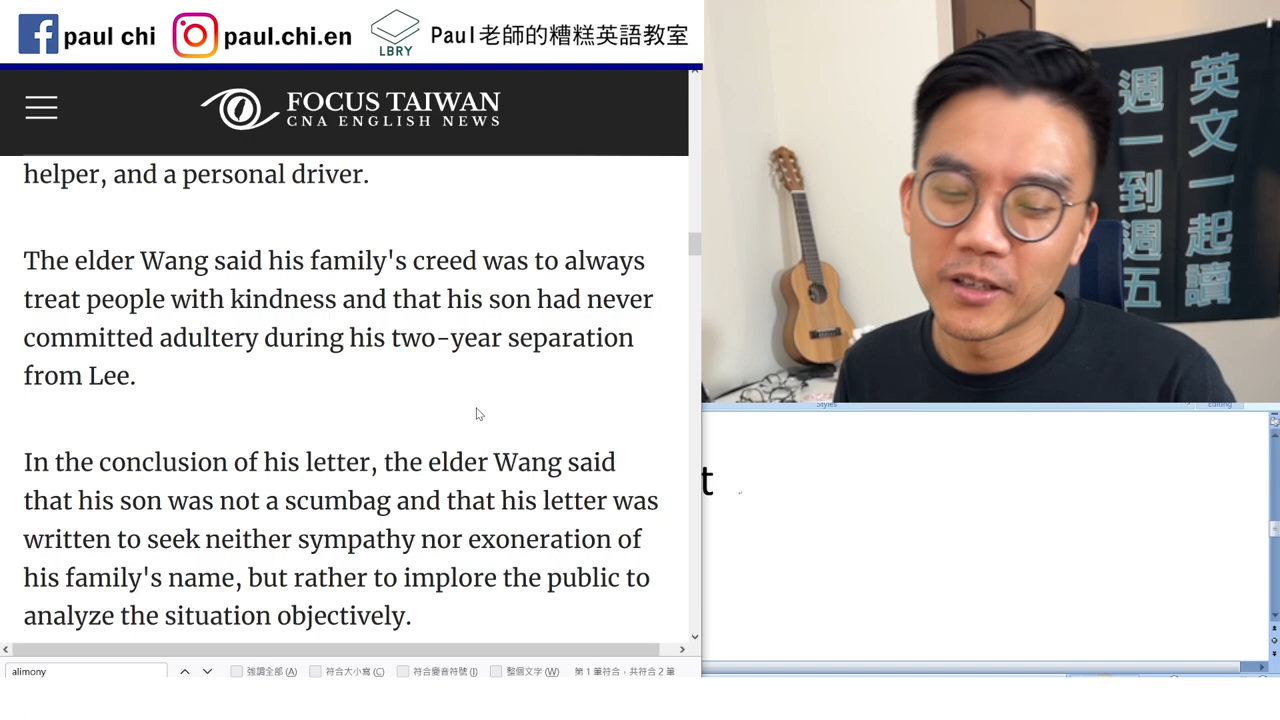 paul chi
paul.chi.en
LBRY
Paul老師的糟糕英語教室
FOCUS TAIWAN
CNA ENGLISH NEWS
helper, and a personal driver.
The elder Wang said his family's creed was to always
treat people with kindness and that his son had never
committed adultery during his two-year separation
from Lee.
In the conclusion of his letter, the elder Wang said
that his son was not a scumbag and that his letter was
written to seek neither sympathy nor exoneration of
his family's name, but rather to implore the public to
analyze the situation objectively.
alimony
強調全部 (A)
符合大小寫 (C)
符合變音符號 (I)
整個文字 (W)
第 1 筆符合，共符合 2 筆
英文一起讀
週一到週五
Styles
Editing
t